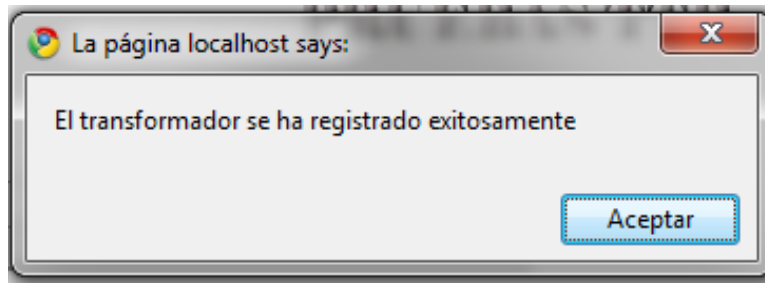 La página localhost says:
El transformador se ha registrado exitosamente
Aceptar